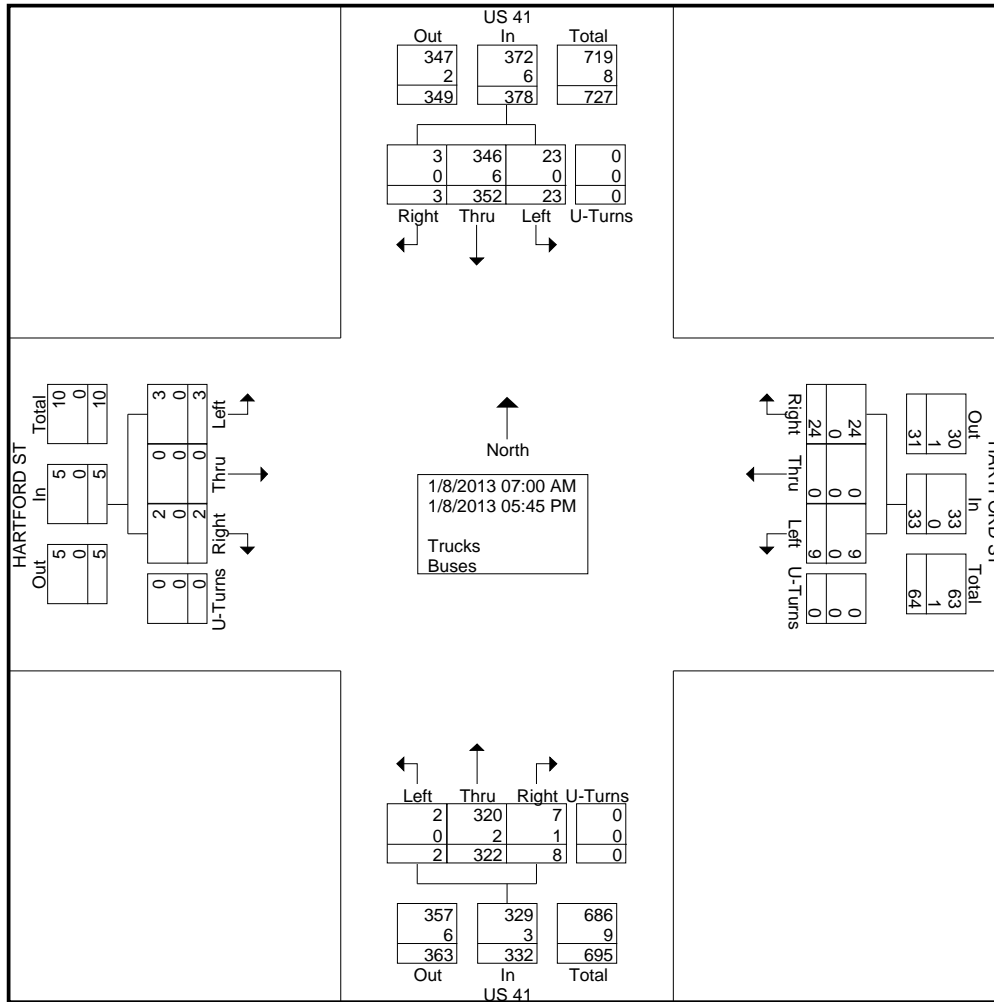 US 41
Out In Total
347 372 719
2 6 8
349 378 727
3 346 23 0
0 6 0 0
3 352 23 0
Right Thru Left U-Turns
HARTFORD ST
Total In Out
10 5 5
0 0 0
10 5 5
3 0 2 0
0 0 0 0
3 0 2 0
Left Thru Right U-Turns
North
1/8/2013 07:00 AM
1/8/2013 05:45 PM
Trucks
Buses
Right Thru Left U-Turns
24 0 9 0
0 0 0 0
24 0 9 0
Out In Total
30 33 63
1 0 1
31 33 64
HARTFORD ST
Left Thru Right U-Turns
2 320 7 0
0 2 1 0
2 322 8 0
357 329 686
6 3 9
363 332 695
Out In Total
US 41